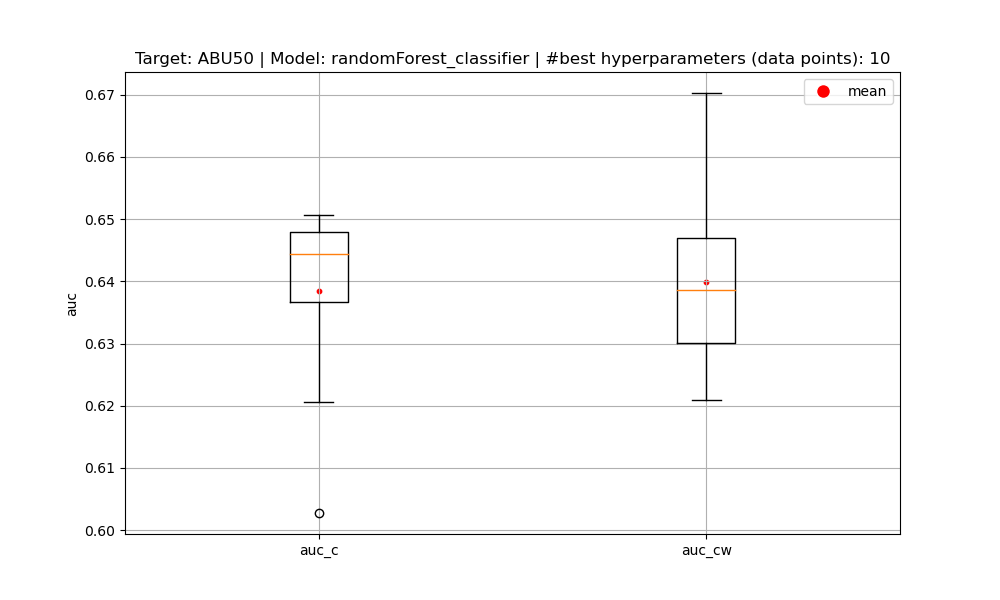 Target: ABU50 | Model: randomForest_classifier | #best hyperparameters (data points): 10
mean
0.67
0.66
0.65
0.64
0.63
0.62
0.61
0.60
auc
auc_c
auc_cw